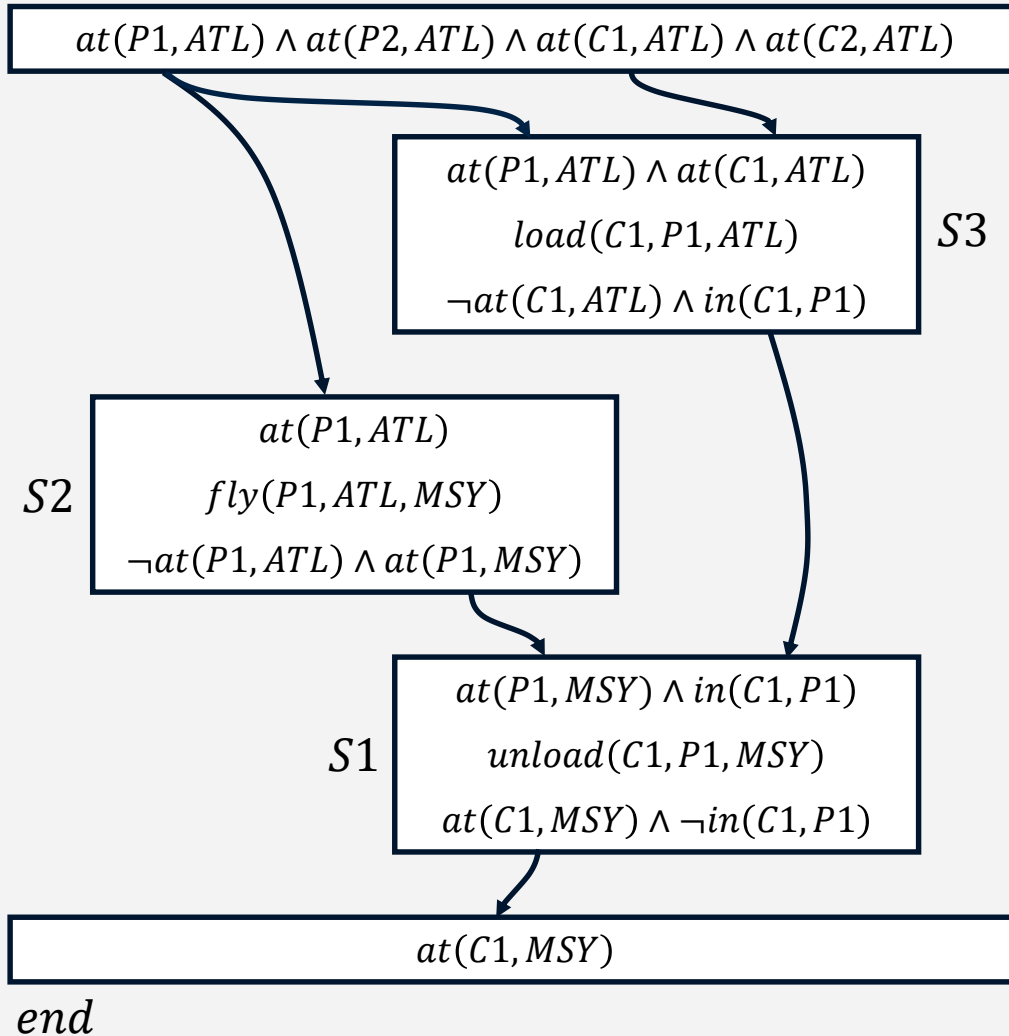 at(P1, ATL) ∧ at(P2, ATL) ∧ at(C1, ATL) ∧ at(C2, ATL)
at(P1, ATL) ∧ at(C1, ATL)
load(C1, P1, ATL)
¬at(C1, ATL) ∧ in(C1, P1)
S3
at(P1, ATL)
fly(P1, ATL, MSY)
¬at(P1, ATL) ∧ at(P1, MSY)
S2
at(P1, MSY) ∧ in(C1, P1)
unload(C1, P1, MSY)
at(C1, MSY) ∧ ¬in(C1, P1)
S1
at(C1, MSY)
end